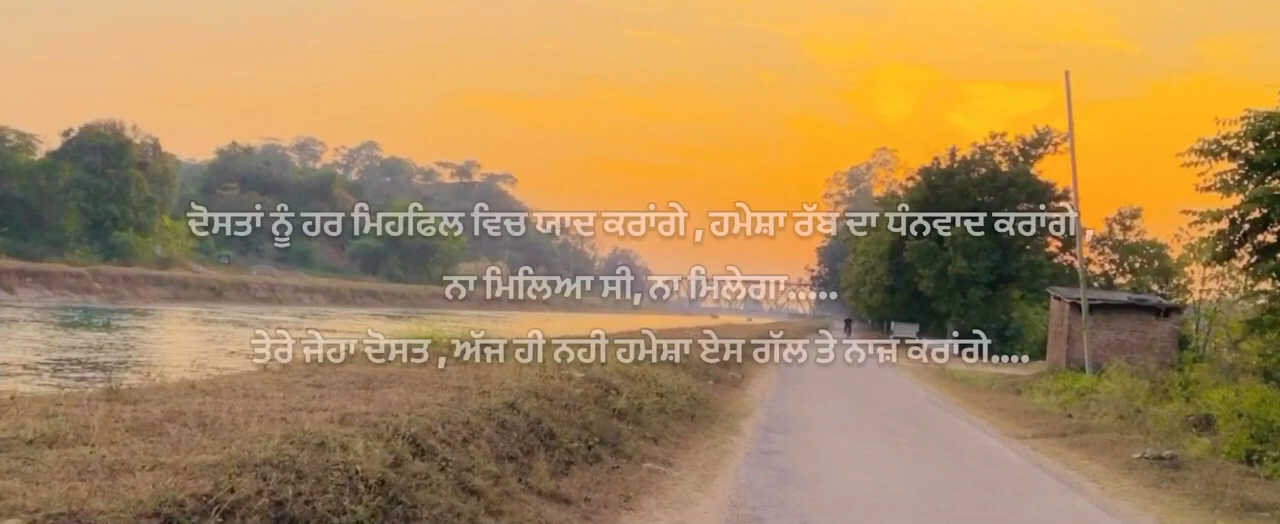 ਦੋਸਤਾਂ ਨੂੰ ਹਰ ਮਿਹਫਿਲ ਵਿਚ ਯਾਦ ਕਰਾਂਗੇ , ਹਮੇਸ਼ਾ ਰੱਬ ਦਾ ਧੰਨਵਾਦ ਕਰਾਂਗੇ ,
ਨਾ ਮਿਲਿਆ ਸੀ, ਨਾ ਮਿਲੇਗਾ......
ਤੇਰੇ ਜੇਹਾ ਦੋਸਤ , ਅੱਜ ਹੀ ਨਹੀ ਹਮੇਸ਼ਾ ਏਸ ਗੱਲ ਤੇ ਨਾਜ਼ ਕਰਾਂਗੇ....